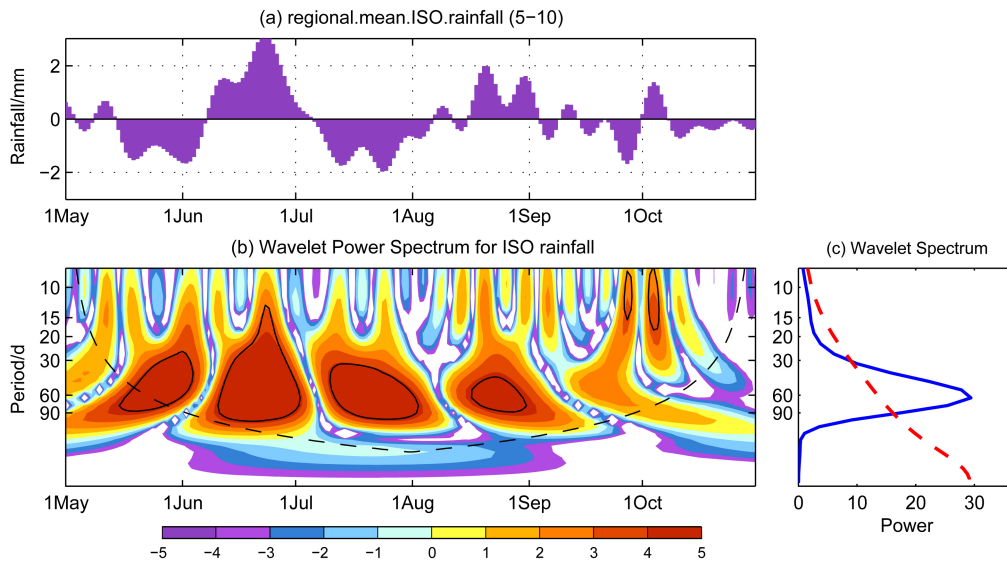 (a) regional.mean.ISO.rainfall (5−10)
Rainfall/mm
2
0
−2
1May 1Jun 1Jul 1Aug 1Sep 1Oct
(b) Wavelet Power Spectrum for ISO rainfall
(c) Wavelet Spectrum
Period/d
10
15
20
30
60
90
10
15
20
30
60
90
1May 1Jun 1Jul 1Aug 1Sep 1Oct
0 10 20 30
Power
−5 −4 −3 −2 −1 0 1 2 3 4 5